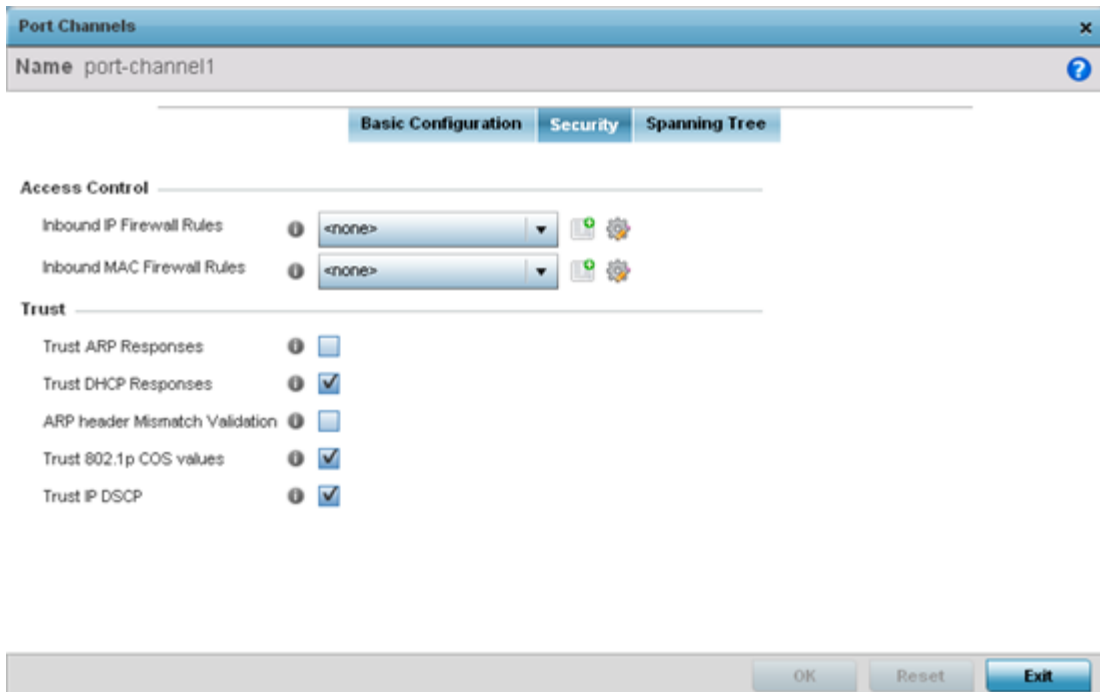 Port Channels
Name port-channel1
Basic Configuration Security Spanning Tree
Access Control
Inbound IP Firewall Rules <none>
Inbound MAC Firewall Rules <none>
Trust
Trust ARP Responses
Trust DHCP Responses
ARP header Mismatch Validation
Trust 802.1p COS values
Trust IP DSCP
OK Reset Exit